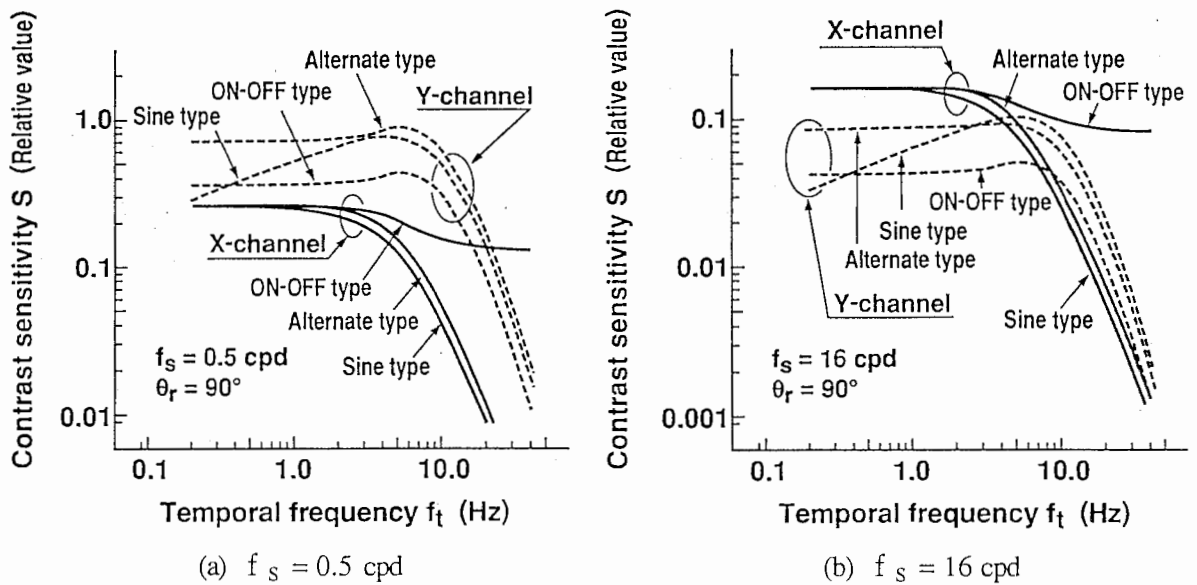 Contrast sensitivity S (Relative value)
1.0
0.1
0.01
Alternate type
ON-OFF type
Sine type
Y-channel
X-channel
ON-OFF type
Alternate type
Sine type
fs = 0.5 cpd
θr = 90°
0.1 1.0 10.0
Temporal frequency ft (Hz)
(a) f s = 0.5 cpd
Contrast sensitivity S (Relative value)
0.1
0.01
0.001
X-channel
Alternate type
ON-OFF type
ON-OFF type
Sine type
Alternate type
Y-channel
Sine type
fs = 16 cpd
θr = 90°
0.1 1.0 10.0
Temporal frequency ft (Hz)
(b) f s = 16 cpd